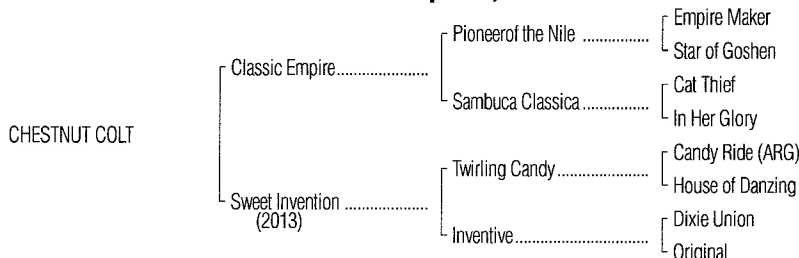 Empire Maker
Pioneerof the Nile ..................
Star of Goshen
Classic Empire.........................
Cat Thief
Sambuca Classica ..................
In Her Glory
CHESTNUT COLT
Candy Ride (ARG)
Twirling Candy.........................
House of Danzing
Sweet Invention ......................
(2013)
Dixie Union
Inventive....................................
Original